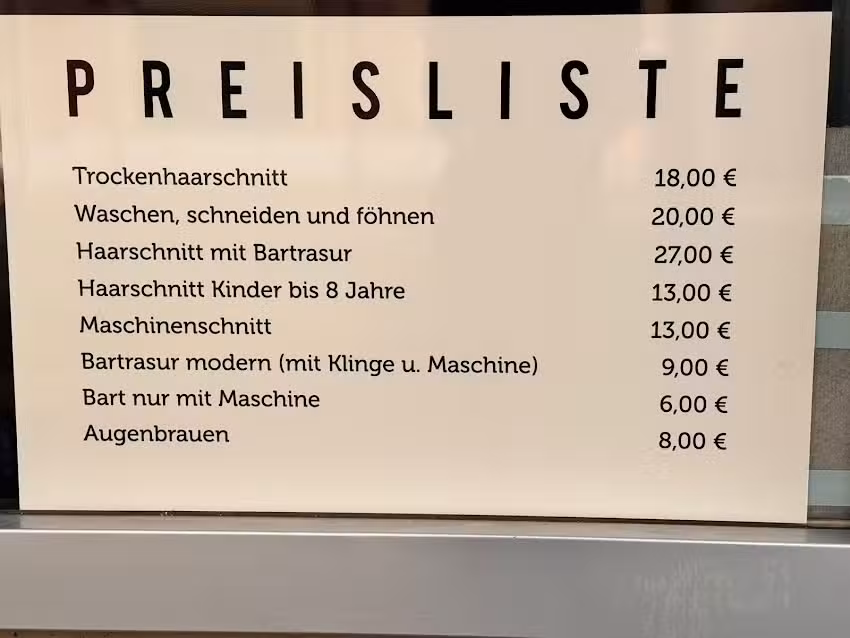 PREISLISTE
Trockenhaarschnitt 18,00 €
Waschen, schneiden und föhnen 20,00 €
Haarschnitt mit Bartrasur 27,00 €
Haarschnitt Kinder bis 8 Jahre 13,00 €
Maschinenschnitt 13,00 €
Bartrasur modern (mit Klinge u. Maschine) 9,00 €
Bart nur mit Maschine 6,00 €
Augenbrauen 8,00 €